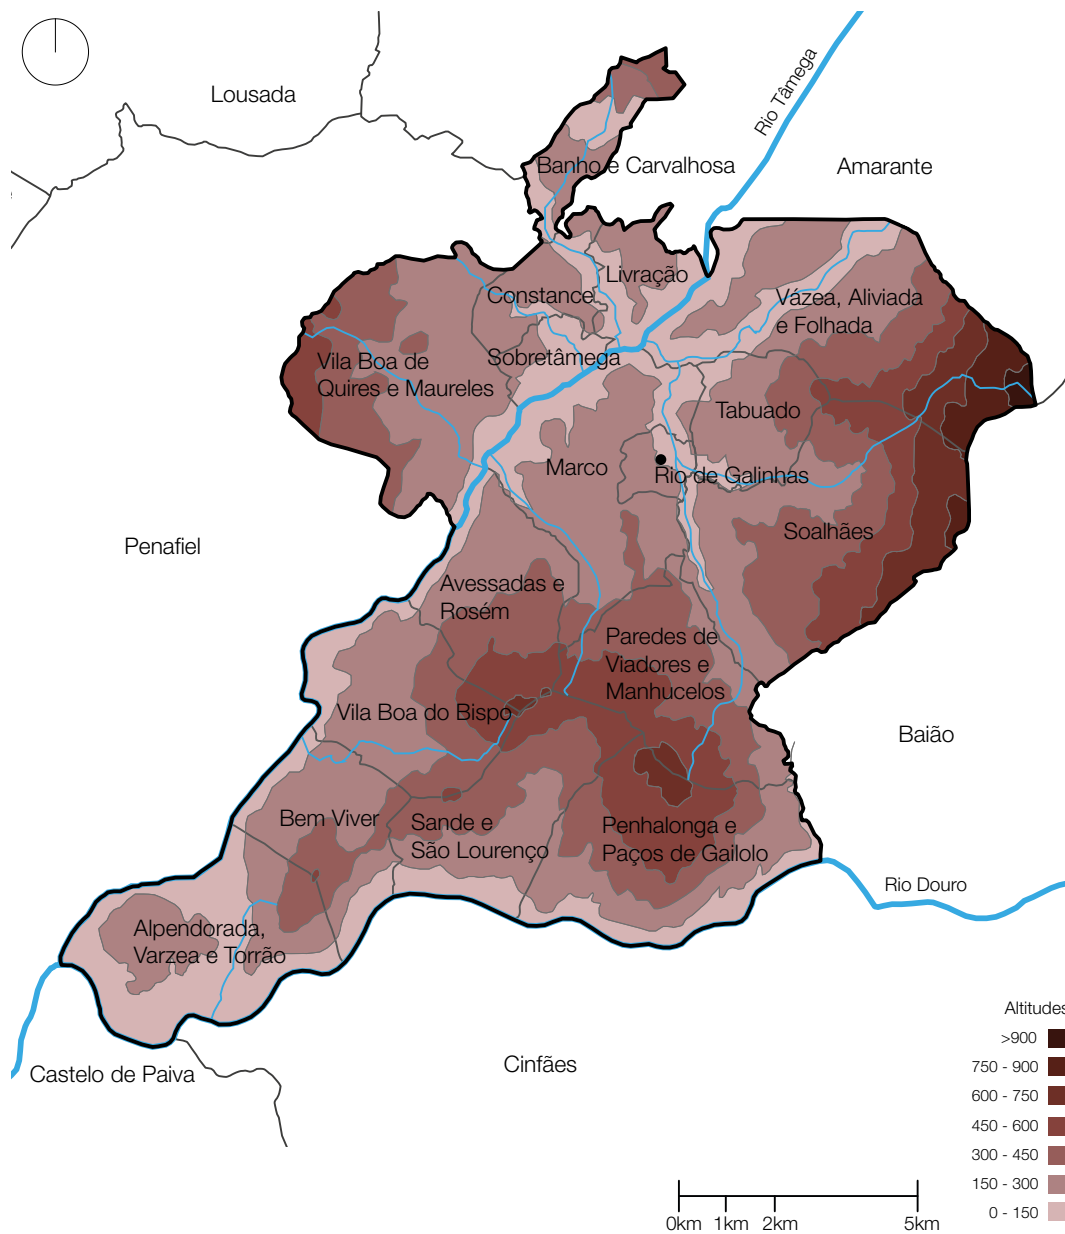 Lousada
Rio Tâmega
Banho e Carvalhosa
Amarante
Livração
Constance
Vázea, Aliviada
e Folhada
Sobretâmega
Vila Boa de
Quires e Maureles
Tabuado
Marco
Rio de Galinhas
Soalhães
Penafiel
Avessadas e
Rosém
Paredes de
Viadores e
Manhucelos
Vila Boa do Bispo
Baião
Bem Viver
Sande e
São Lourenço
Penhalonga e
Paços de Gailolo
Rio Douro
Alpendorada,
Varzea e Torrão
Cinfães
Castelo de Paiva
Altitudes
>900
750 - 900
600 - 750
450 - 600
300 - 450
150 - 300
0 - 150
0km 1km 2km 5km